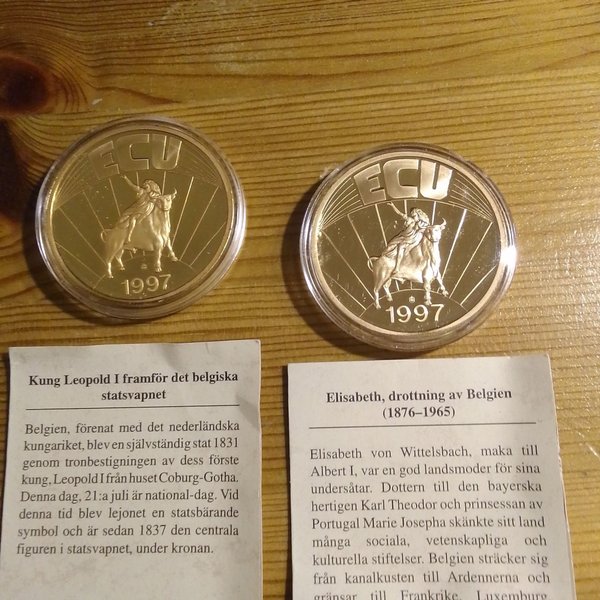 ECU
1997
ECU
1997
Kung Leopold I framför det belgiska
statsvapnet
Belgien, förenat med det nederländska
kungariket, blev en självständig stat 1831
genom tronbestigningen av dess förste
kung, Leopold I från huset Coburg-Gotha.
Denna dag, 21:a juli är national-dag. Vid
denna tid blev lejonet en statsbärande
symbol och är sedan 1837 den centrala
figuren i statsvapnet, under kronan.
Elisabeth, drottning av Belgien
(1876–1965)
Elisabeth von Wittelsbach, maka till
Albert I, var en god landsmoder för sina
undersåtar. Dottern till den bayerska
hertigen Karl Theodor och prinsessan av
Portugal Marie Josepha skänkte sitt land
många sociala, vetenskapliga och
kulturella stiftelser. Belgien sträcker sig
från kanalkusten till Ardennerna och
gränsar till Frankrike, Luxemburg,